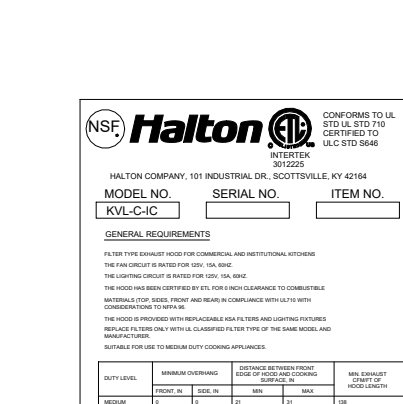 NSF.
Halton
ETL
CONFORMS TO UL
STD UL STD 710
CERTIFIED TO
ULC STD S646
INTERTEK
3012225
HALTON COMPANY, 101 INDUSTRIAL DR., SCOTTSVILLE, KY 42164
MODEL NO. SERIAL NO. ITEM NO.
KVL-C-IC
GENERAL REQUIREMENTS
FILTER TYPE EXHAUST HOOD FOR COMMERCIAL AND INSTITUTIONAL KITCHENS
THE FAN CIRCUIT IS RATED FOR 125V, 15A, 60HZ.
THE LIGHTING CIRCUIT IS RATED FOR 125V, 15A, 60HZ.
THE HOOD HAS BEEN CERTIFIED BY ETL FOR 0 INCH CLEARANCE TO COMBUSTIBLE
MATERIALS (TOP, SIDES, FRONT AND REAR) IN COMPLIANCE WITH UL710 WITH
CONSIDERATIONS TO NFPA 96.
THE HOOD IS PROVIDED WITH REPLACEABLE KSA FILTERS AND LIGHTING FIXTURES
REPLACE FILTERS ONLY WITH UL CLASSIFIED FILTER TYPE OF THE SAME MODEL AND
MANUFACTURER.
SUITABLE FOR USE TO MEDIUM DUTY COOKING APPLIANCES.
DUTY LEVEL
MINIMUM OVERHANG
DISTANCE BETWEEN FRONT
EDGE OF HOOD AND COOKING
SURFACE, IN
MIN. EXHAUST
CFM/FT OF
HOOD LENGTH
FRONT, IN SIDE, IN MIN MAX
MEDIUM 0 0 21 31 138